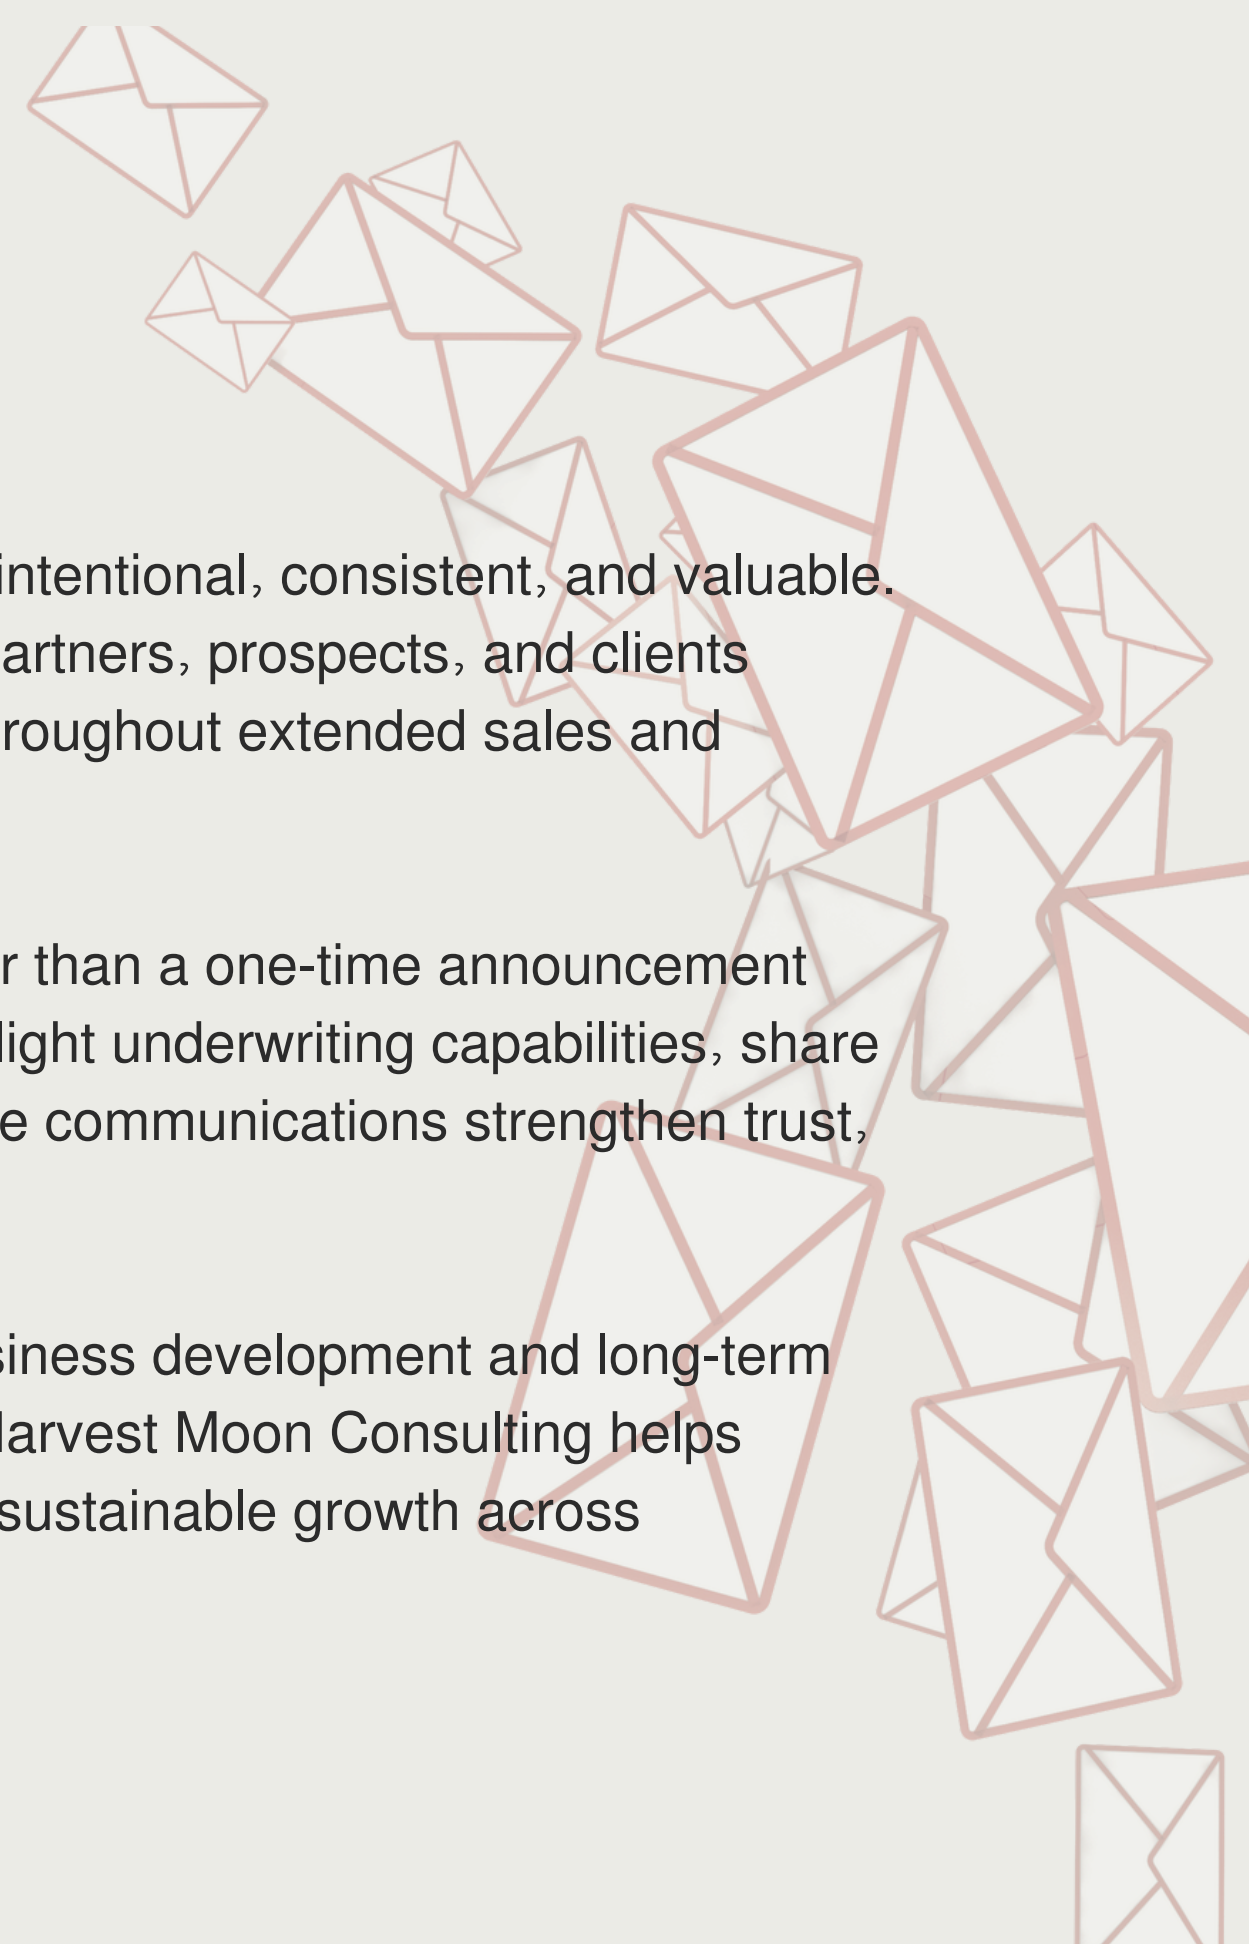 intentional, consistent, and valuable.
artners, prospects, and clients
roughout extended sales and
r than a one-time announcement
light underwriting capabilities, share
e communications strengthen trust,
siness development and long-term
arvest Moon Consulting helps
sustainable growth across